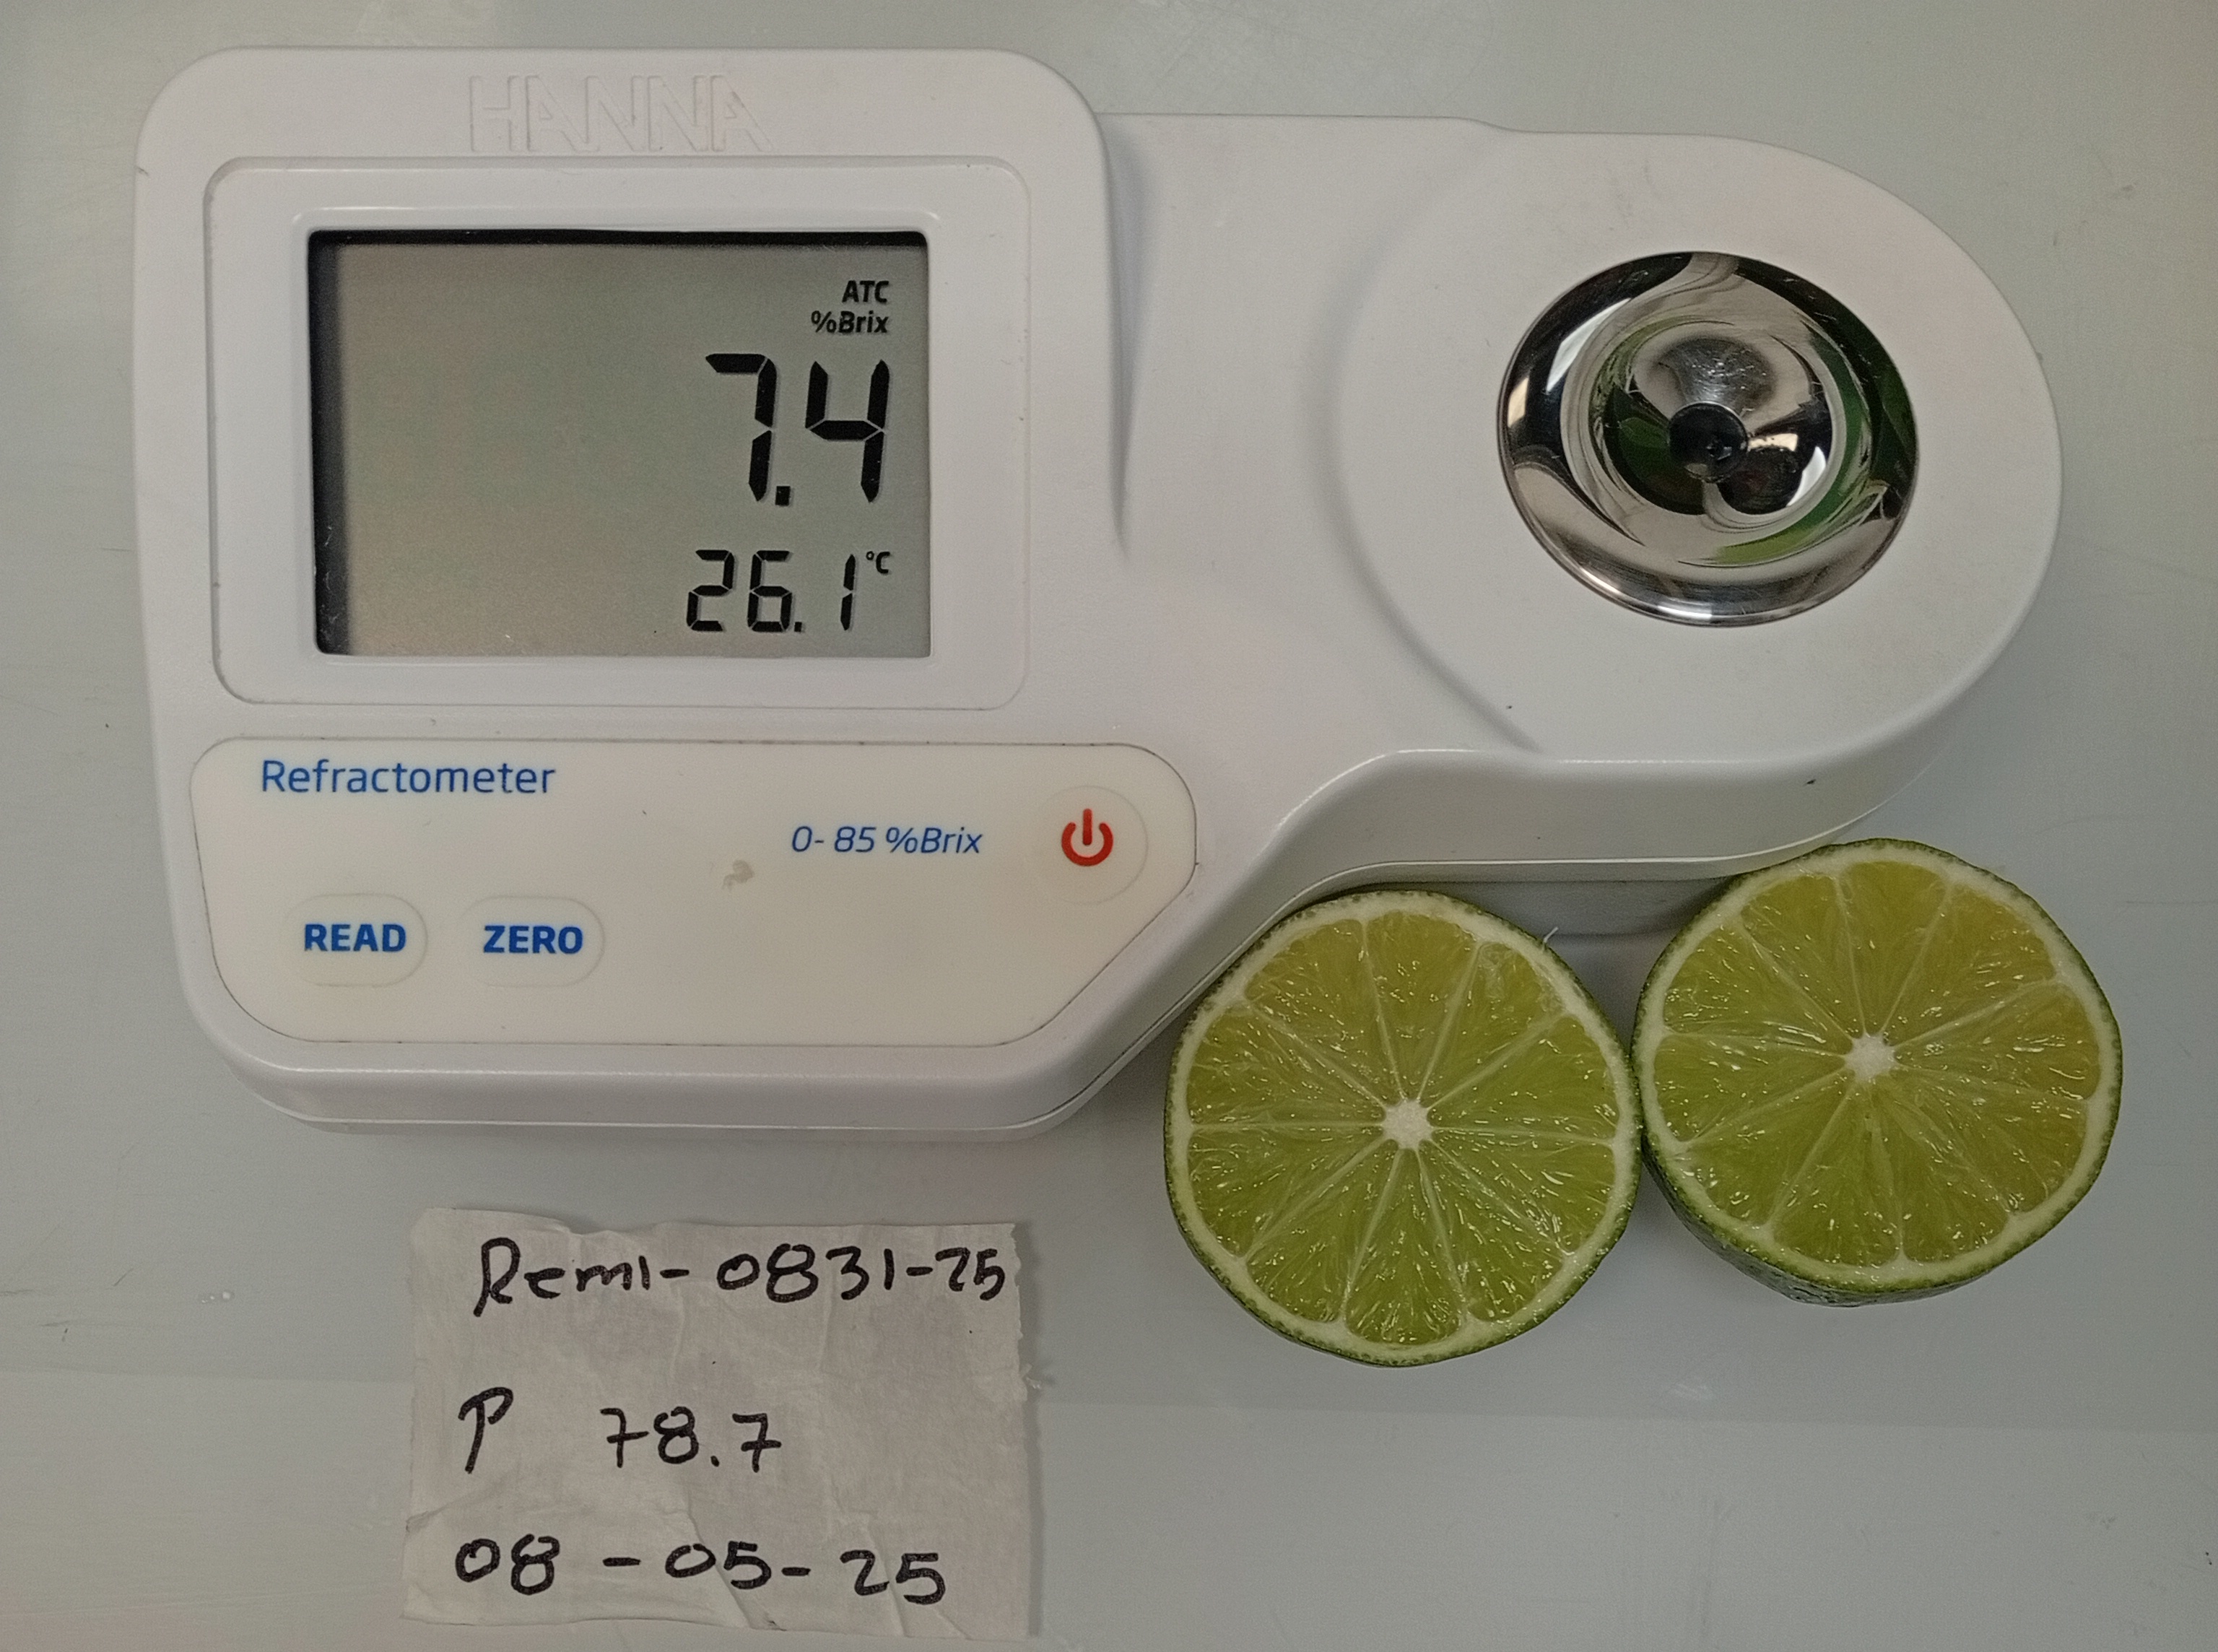 HANNA
ATC
%Brix
7.4
26.1°C
Refractometer
0-85 %Brix
READ ZERO
Remi-0831-25
P 78.7
08-05-25